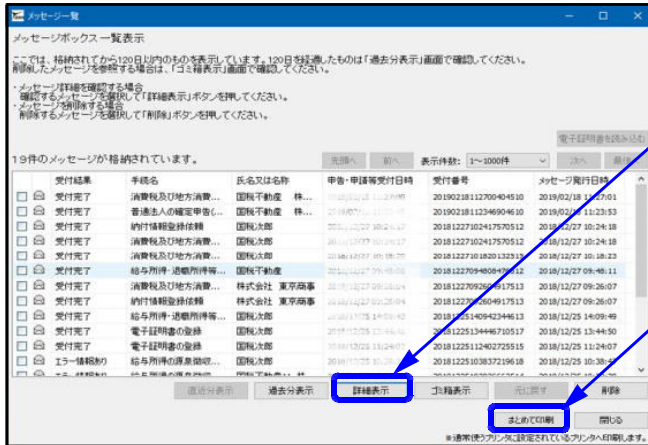 メッセージ一覧
メッセージボックス一覧表示
ここでは、格納されてから120日以内のものを表示しています。120日を経過したものは「過去分表示」画面で確認してください。
削除したメッセージを参照する場合は、「ゴミ箱表示」画面で確認してください。
・メッセージ詳細を確認する場合
確認するメッセージを選択して「詳細表示」ボタンを押してください。
・メッセージを削除する場合
削除するメッセージを選択して「削除」ボタンを押してください。
電子証明書を読み込む
19件のメッセージが格納されています。 先頭へ 前へ 表示件数: 1~1000件 次へ
受付結果 手続名 氏名又は名称 申告・申請等受付日時 受付番号 メッセージ発行日時
受付完了 消費税及び地方消費... 国税不動産 株... 20190218112700404510 2019/02/18 11:27:01
受付完了 普通法人の確定申告(... 国税不動産 株... 20190218112346904610 2019/02/18 11:23:53
受付完了 納付情報登録依頼 国税次郎 20181227102417570512 2018/12/27 10:24:18
受付完了 消費税及び地方消費... 国税次郎 20181227102417570512 2018/12/27 10:24:18
受付完了 消費税及び地方消費... 国税次郎 2018/12/27 10:18:23
受付完了 給与所得・退職所得等... 国税不動産 2018/12/27 09:48:11
受付完了 消費税及び地方消費... 株式会社 東京商事 2018/12/27 09:26:07
受付完了 納付情報登録依頼 株式会社 東京商事 2018/12/27 09:26:07
受付完了 給与所得・退職所得等... 国税次郎 20181225140942344613 2018/12/25 14:09:49
受付完了 電子証明書の登録 国税次郎 20181225134446710517 2018/12/25 13:44:50
受付完了 電子証明書の登録 国税次郎 20181225112402725515 2018/12/25 11:24:07
エラー情報あり 給与所得の源泉徴収... 国税次郎 20181225103837219618 2018/12/25
直近分表示 過去分表示 詳細表示 ゴミ箱表示 元に戻す 削除
まとめて印刷 閉じる
※通常使うプリンタに設定されているプリンタへ印刷します。